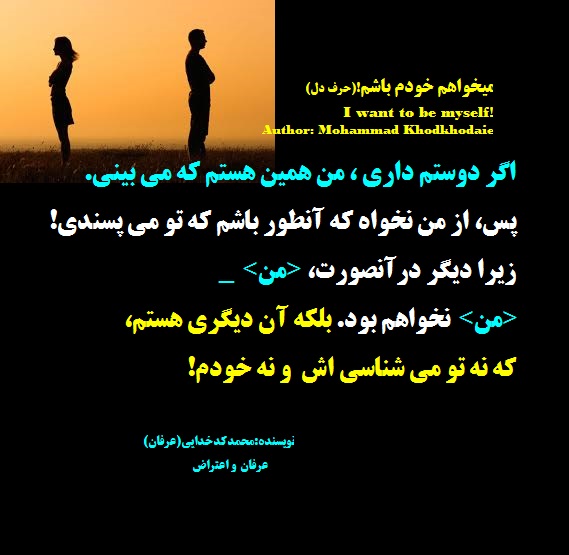 میخواهم خودم باشم!(حرف دل)
I want to be myself!
Author: Mohammad Khodkhodaie
اگر دوستم داری ، من همین هستم که می بینی.
پس، از من نخواه که آنطور باشم که تو می پسندی!
زیرا دیگر درآنصورت، <من> _
<من> نخواهم بود. بلکه آن دیگری هستم،
که نه تو می شناسی اش و نه خودم!
نویسنده:محمدکدخدایی(عرفان)
عرفان و اعتراض